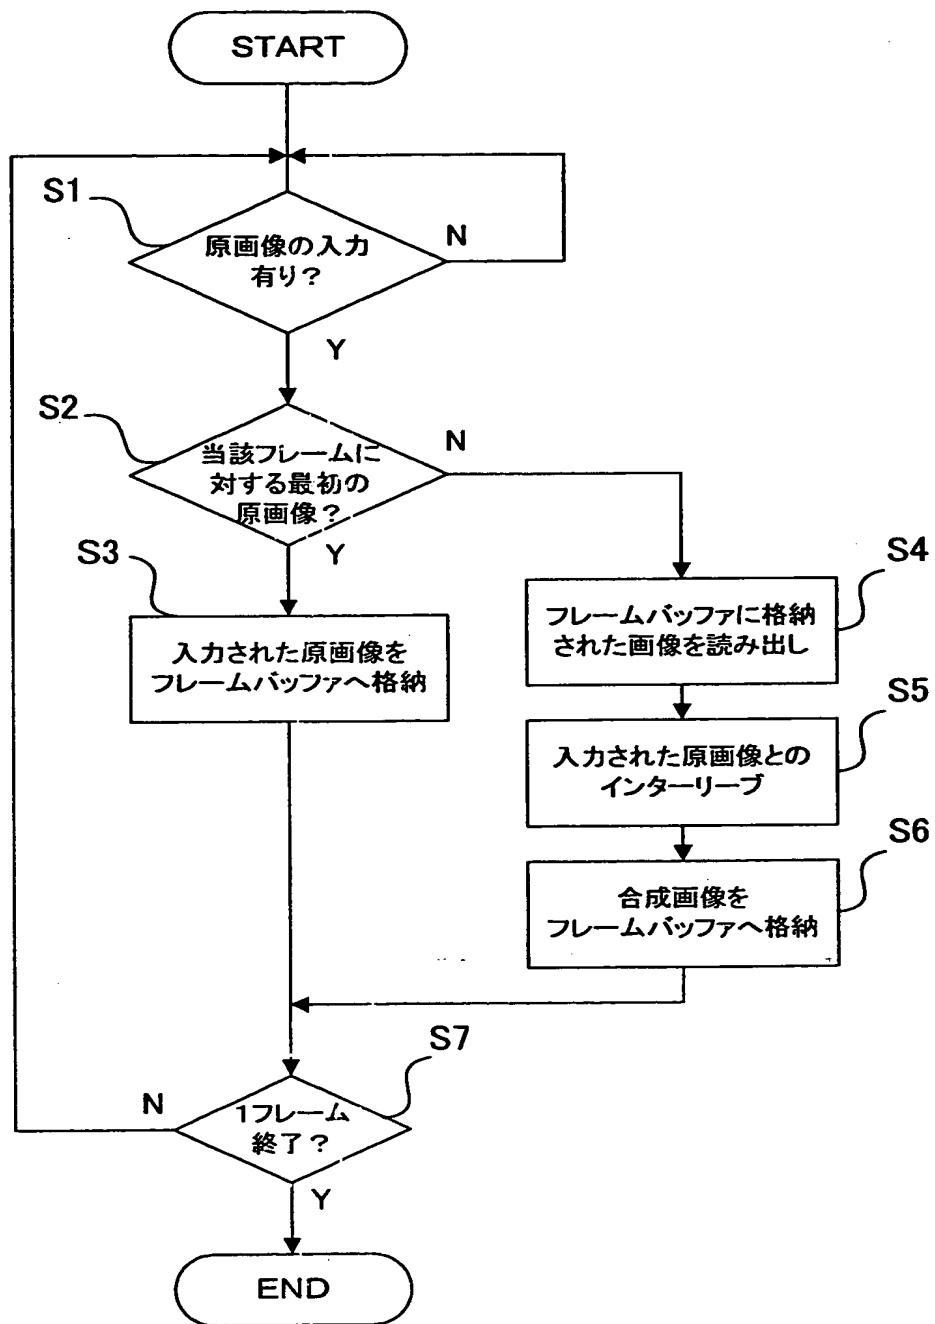 START
S1
原画像の入力
有り？
N
Y
S2
当該フレームに
対する最初の
原画像？
N
Y
S3
入力された原画像を
フレームバッファへ格納
S4
フレームバッファに格納
された画像を読み出し
S5
入力された原画像との
インターリーブ
S6
合成画像を
フレームバッファへ格納
S7
1フレーム
終了？
N
Y
END